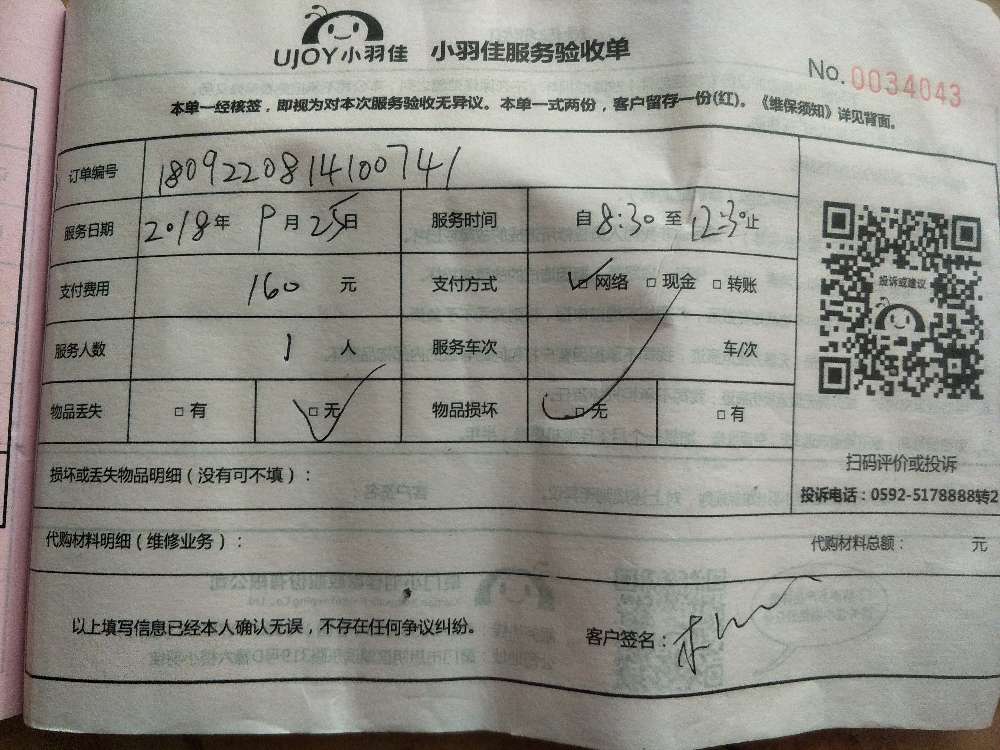 UJOY小羽佳 小羽佳服务验收单
No. 0034043
本单一经核签，即视为对本次服务验收无异议。本单一式两份，客户留存一份(红)。《维保须知》详见背面。
订单编号 1809220814100741
服务日期 2018年 9月25日 服务时间 自8:30至12:30止
支付费用 160 元 支付方式 ☑网络 □现金 □转账
投诉或建议
服务人数 1 人 服务车次 车/次
物品丢失 □有 ☑无 物品损坏 ☑无 □有
扫码评价或投诉
损坏或丢失物品明细（没有可不填）：
投诉电话：0592-5178888转2
代购材料明细（维修业务）： 代购材料总额： 元
以上填写信息已经本人确认无误，不存在任何争议纠纷。
客户签名：